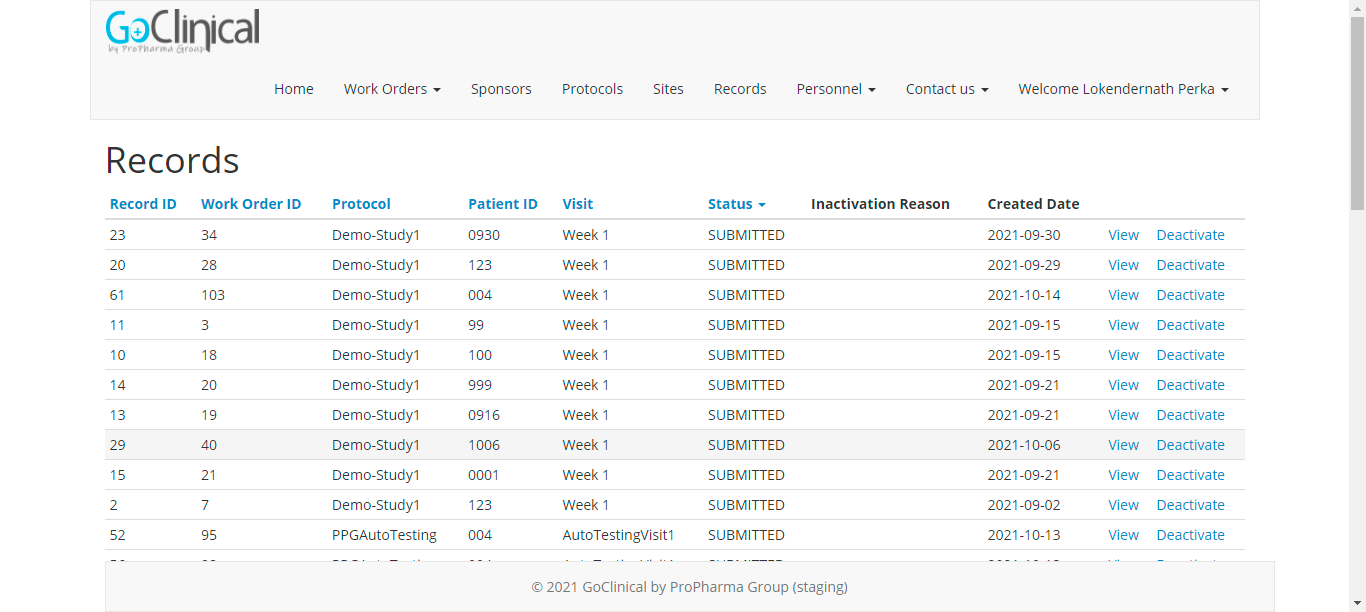 GoClinical
by ProPharma Group
Home Work Orders Sponsors Protocols Sites Records Personnel Contact us Welcome Lokendernath Perka
Records
Record ID Work Order ID Protocol Patient ID Visit Status Inactivation Reason Created Date
23 34 Demo-Study1 0930 Week 1 SUBMITTED 2021-09-30 View Deactivate
20 28 Demo-Study1 123 Week 1 SUBMITTED 2021-09-29 View Deactivate
61 103 Demo-Study1 004 Week 1 SUBMITTED 2021-10-14 View Deactivate
11 3 Demo-Study1 99 Week 1 SUBMITTED 2021-09-15 View Deactivate
10 18 Demo-Study1 100 Week 1 SUBMITTED 2021-09-15 View Deactivate
14 20 Demo-Study1 999 Week 1 SUBMITTED 2021-09-21 View Deactivate
13 19 Demo-Study1 0916 Week 1 SUBMITTED 2021-09-21 View Deactivate
29 40 Demo-Study1 1006 Week 1 SUBMITTED 2021-10-06 View Deactivate
15 21 Demo-Study1 0001 Week 1 SUBMITTED 2021-09-21 View Deactivate
2 7 Demo-Study1 123 Week 1 SUBMITTED 2021-09-02 View Deactivate
52 95 PPGAutoTesting 004 AutoTestingVisit1 SUBMITTED 2021-10-13 View Deactivate
© 2021 GoClinical by ProPharma Group (staging)